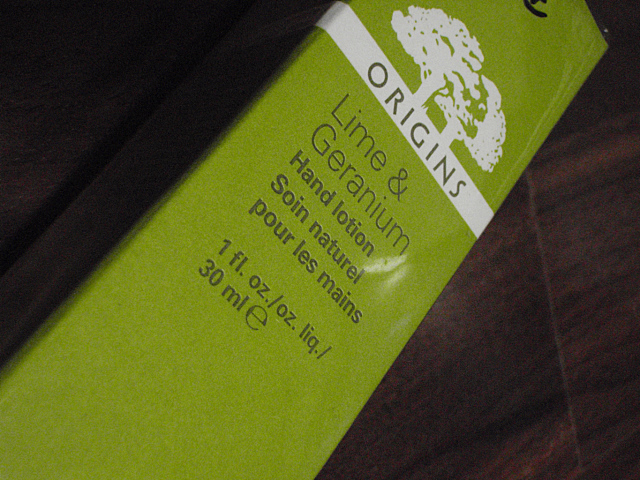 ORIGINS
Lime &
Geranium
Hand lotion
Soin naturel
pour les mains
1 fl. oz./oz. liq./
30 ml ℮